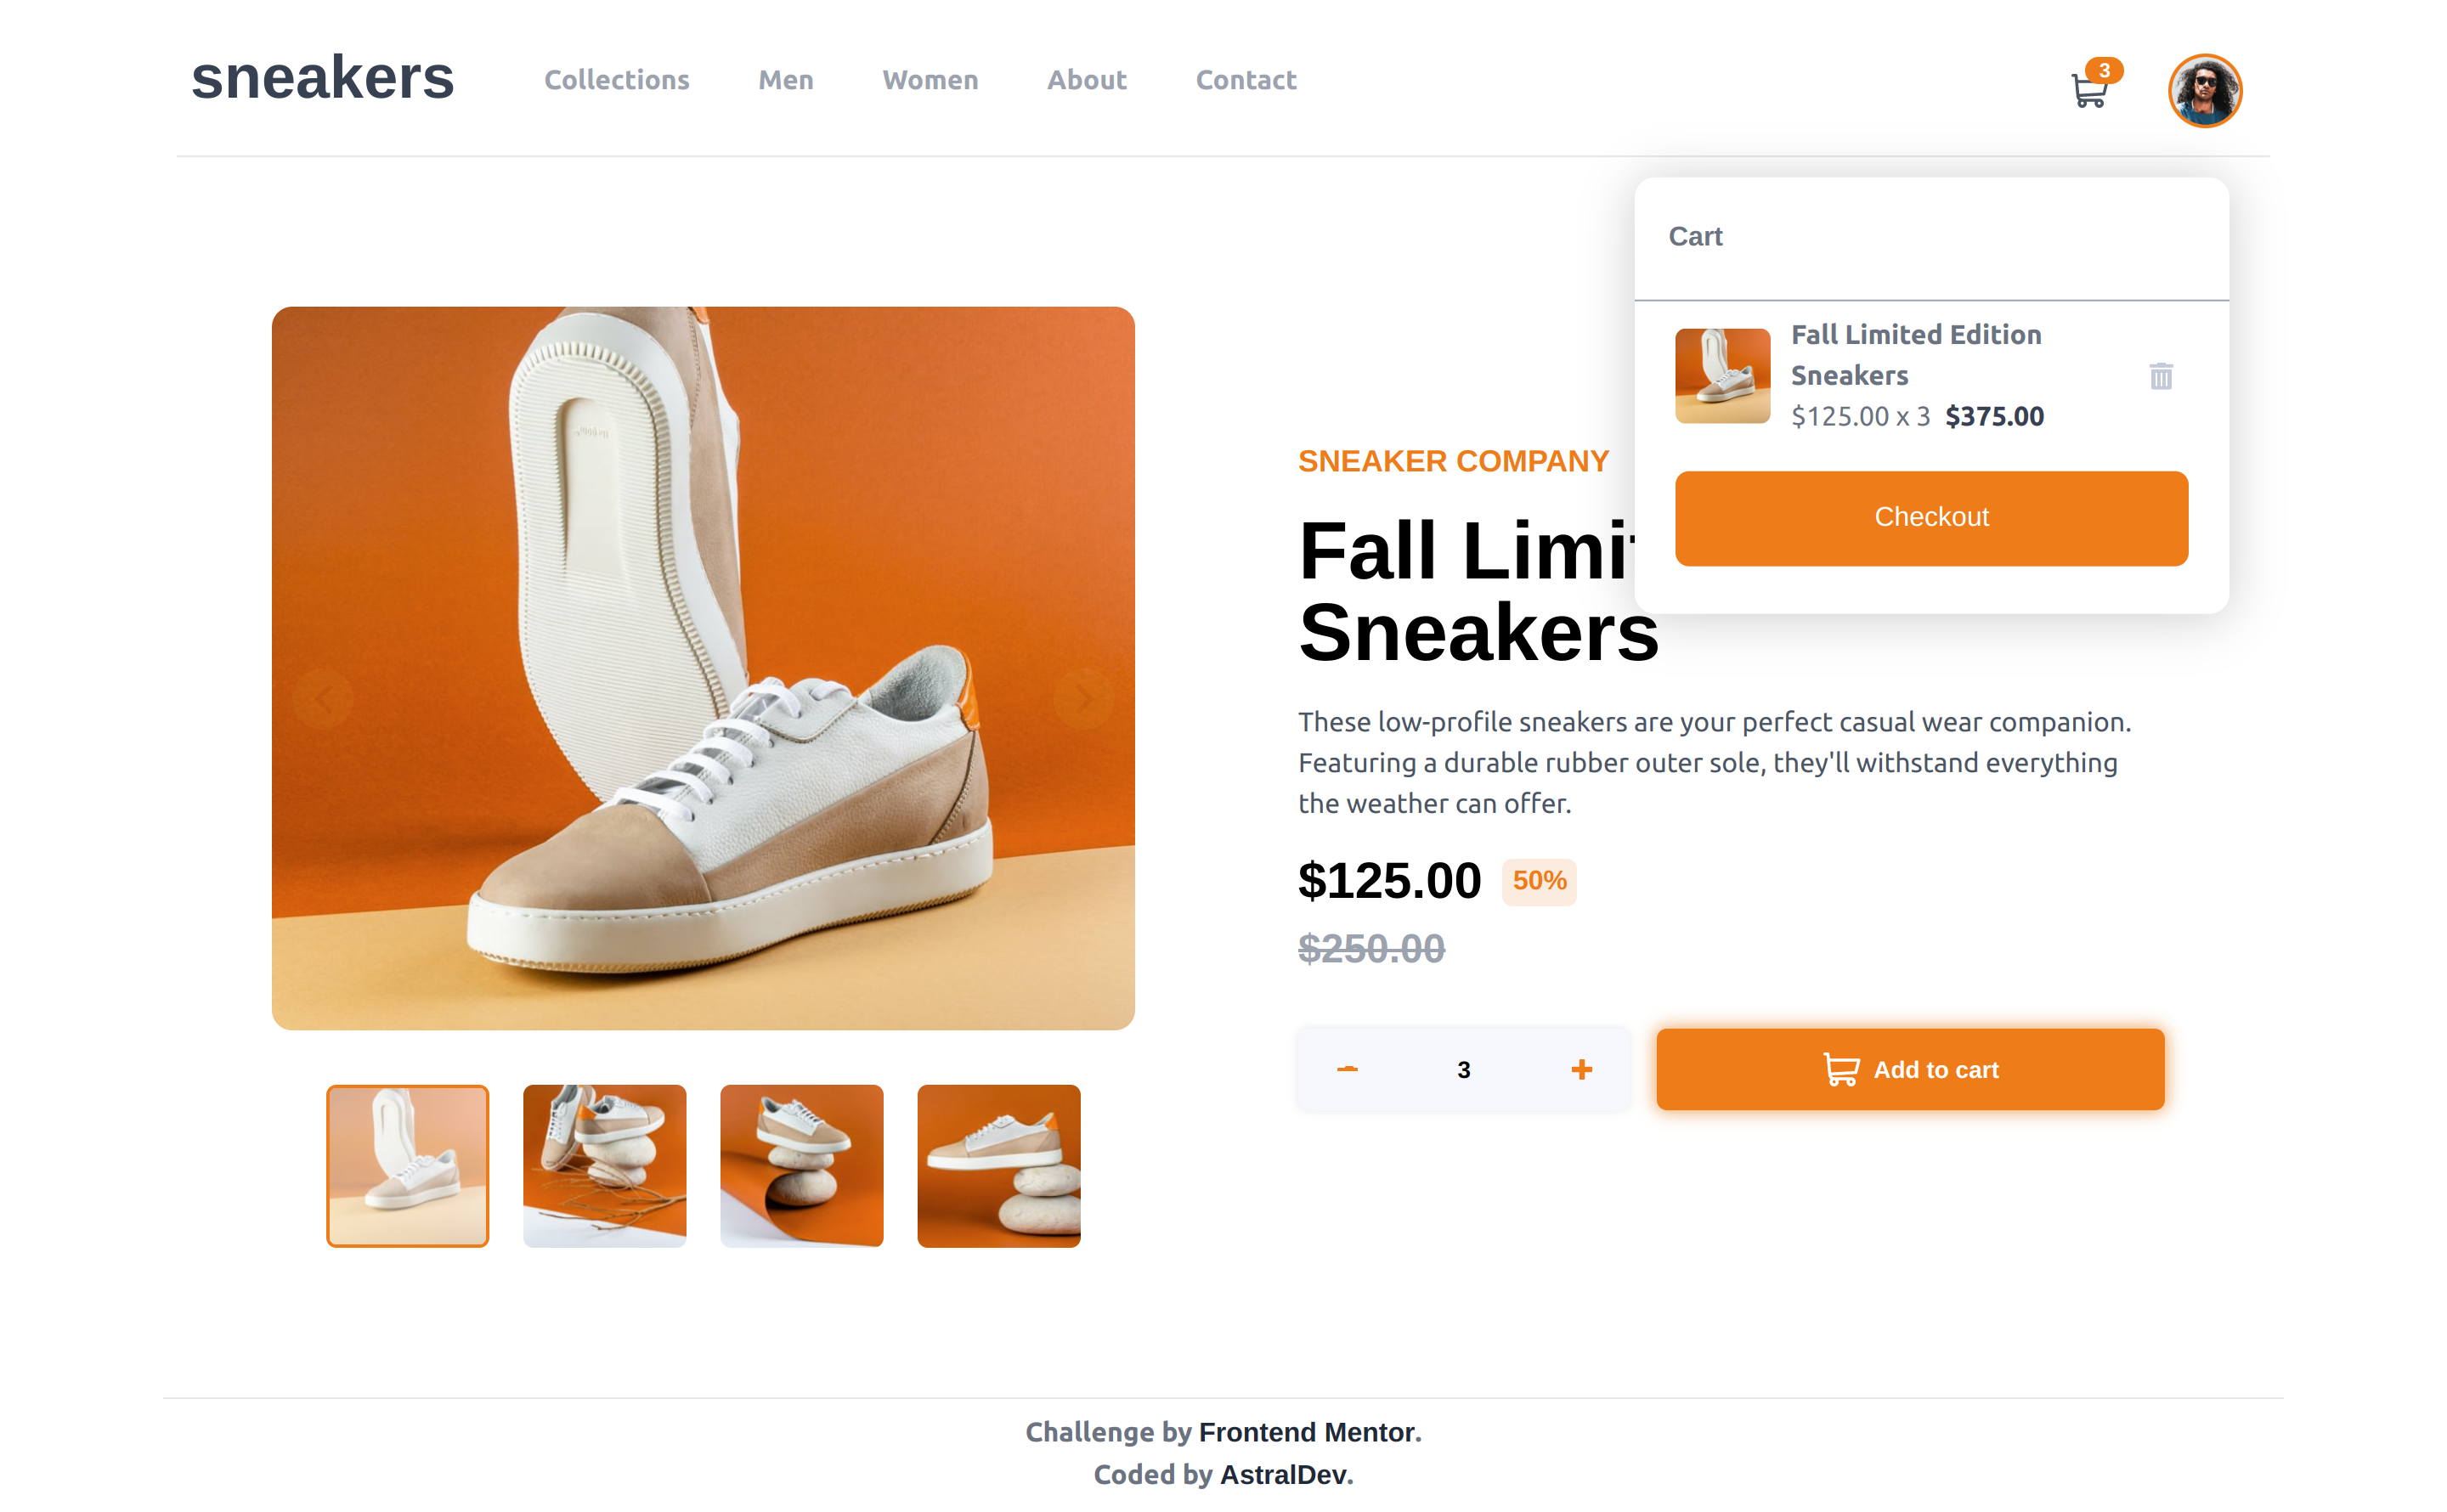 sneakers
Collections
Men
Women
About
Contact
3
Cart
Fall Limited Edition
Sneakers
$125.00 x 3 $375.00
Checkout
SNEAKER COMPANY
Fall Limi
Sneakers
These low-profile sneakers are your perfect casual wear companion.
Featuring a durable rubber outer sole, they'll withstand everything
the weather can offer.
$125.00 50%
$250.00
3
Add to cart
Challenge by Frontend Mentor.
Coded by AstralDev.